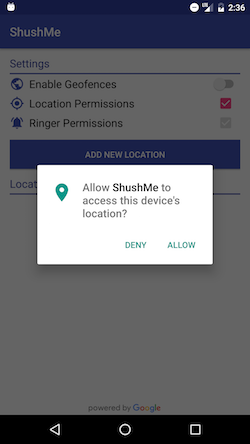 2:36
ShushMe
Settings
Enable Geofences
Location Permissions
Ringer Permissions
ADD NEW LOCATION
Locat
Allow ShushMe to
access this device's
location?
DENY
ALLOW
powered by Google